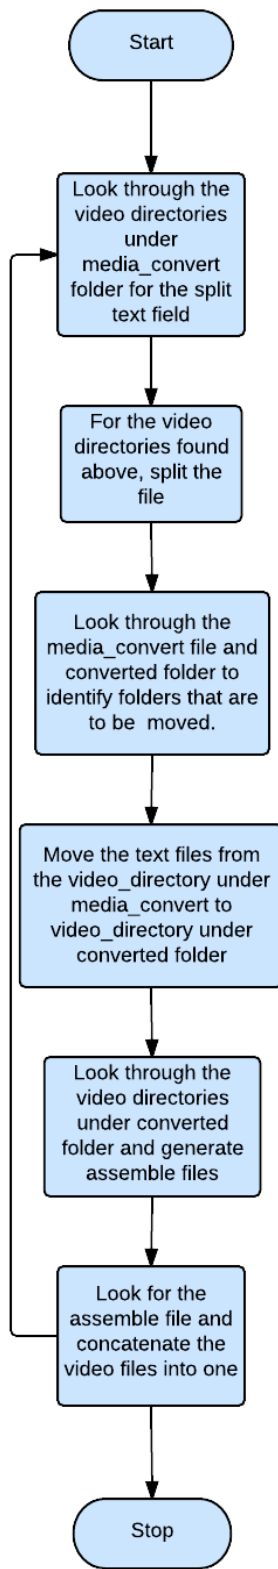 Start
Look through the
video directories
under
media_convert
folder for the split
text field
For the video
directories found
above, split the
file
Look through the
media_convert file and
converted folder to
identify folders that are
to be  moved.
Move the text files from
the video_directory under
media_convert to
video_directory under
converted folder
Look through the
video directories
under converted
folder and generate
assemble files
Look for the
assemble file and
concatenate the
video files into one
Stop